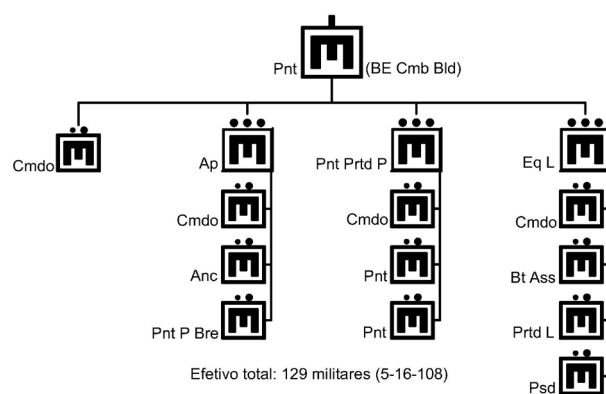 Pnt (BE Cmb Bld)
Cmdo
Ap
Pnt Prtd P
Eq L
Cmdo
Cmdo
Cmdo
Anc
Pnt
Bt Ass
Pnt P Bre
Pnt
Prtd L
Efetivo total: 129 militares (5-16-108)
Psd